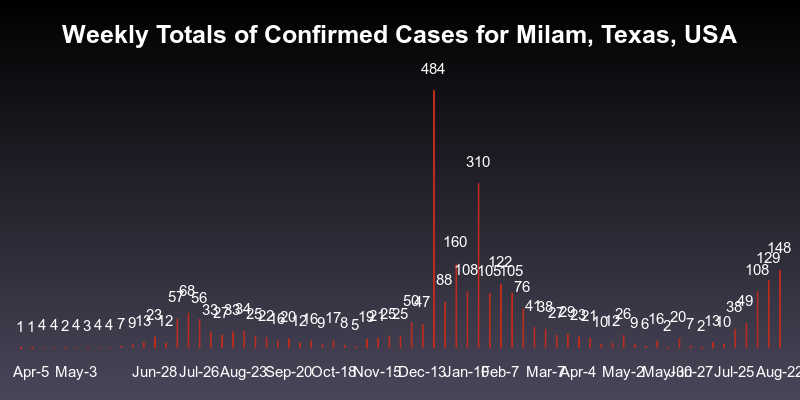 Weekly Totals of Confirmed Cases for Milam, Texas, USA
1 1 4 4 2 4 3 4 4 7 9 13 23 12 57 68 56 33 27 33 34 25 22 16 20 12 16 9 17 8 5 19 21 25 25 50 47 484 88 160 108 310 105 122 105 76 41 38 27 29 23 21 10 12 26 9 6 16 2 20 7 2 13 10 38 49 108 129 148
Apr-5 May-3 Jun-28 Jul-26 Aug-23 Sep-20 Oct-18 Nov-15 Dec-13 Jan-10 Feb-7 Mar-7 Apr-4 May-2 May-30 Jun-27 Jul-25 Aug-22